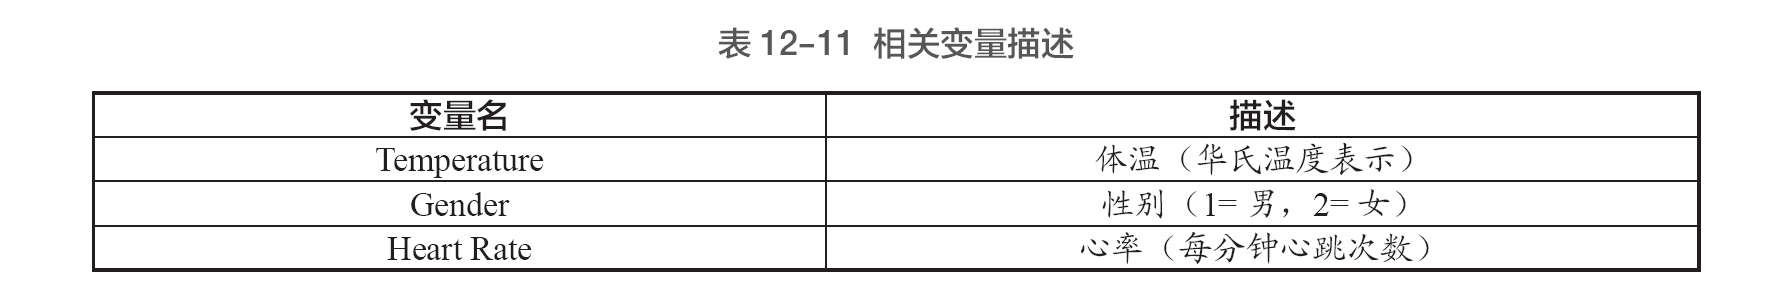 表 12-11 相关变量描述
变量名 描述
Temperature 体温（华氏温度表示）
Gender 性别（1= 男，2= 女）
Heart Rate 心率（每分钟心跳次数）